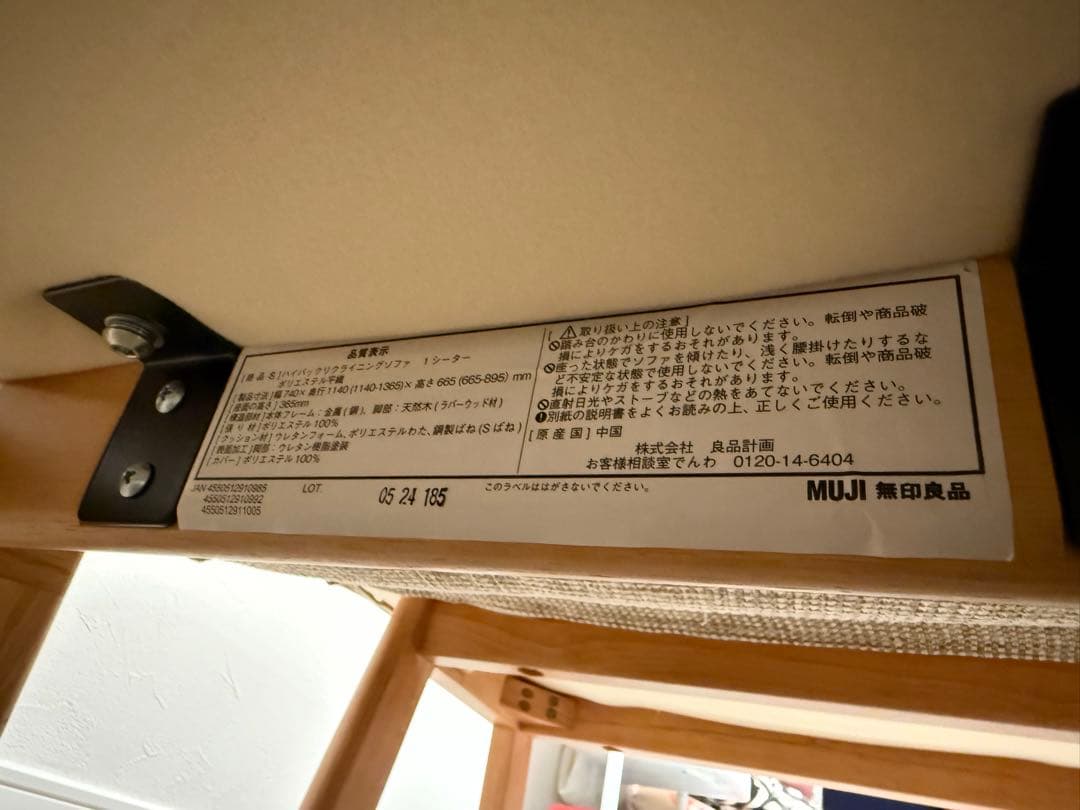 品質表示
[商品名]ハイバックリクライニングソファ 1シーター
ポリエステル平織
[製品寸法]幅740×奥行1140(1140-1365)×高さ665(665-895)mm
[座面の高さ]385mm
[構造部材]本体フレーム:金属(鋼)、脚部:天然木(ラバーウッド材)
[張り材]ポリエステル100%
[クッション材]ウレタンフォーム、ポリエステルわた、鋼製ばね(Sばね)
[表面加工]脚部:ウレタン樹脂塗装
[カバー]ポリエステル100%
[⚠取り扱い上の注意]
踏み台のかわりに使用しないでください。転倒や商品破
損によりケガをするおそれがあります。
座った状態でソファを傾けたり、浅く腰掛けたりするな
ど不安定な状態で使用しないでください。転倒や商品破
損によりケガをするおそれがあります。
直射日光やストーブなどの熱をあてないでください。
別紙の説明書をよくお読みの上、正しくご使用ください。
[原産国]中国
株式会社 良品計画
お客様相談室でんわ 0120-14-6404
JAN 4550512910985
4550512910992
4550512911005
LOT.
05 24 185
このラベルははがさないでください。
MUJI 無印良品